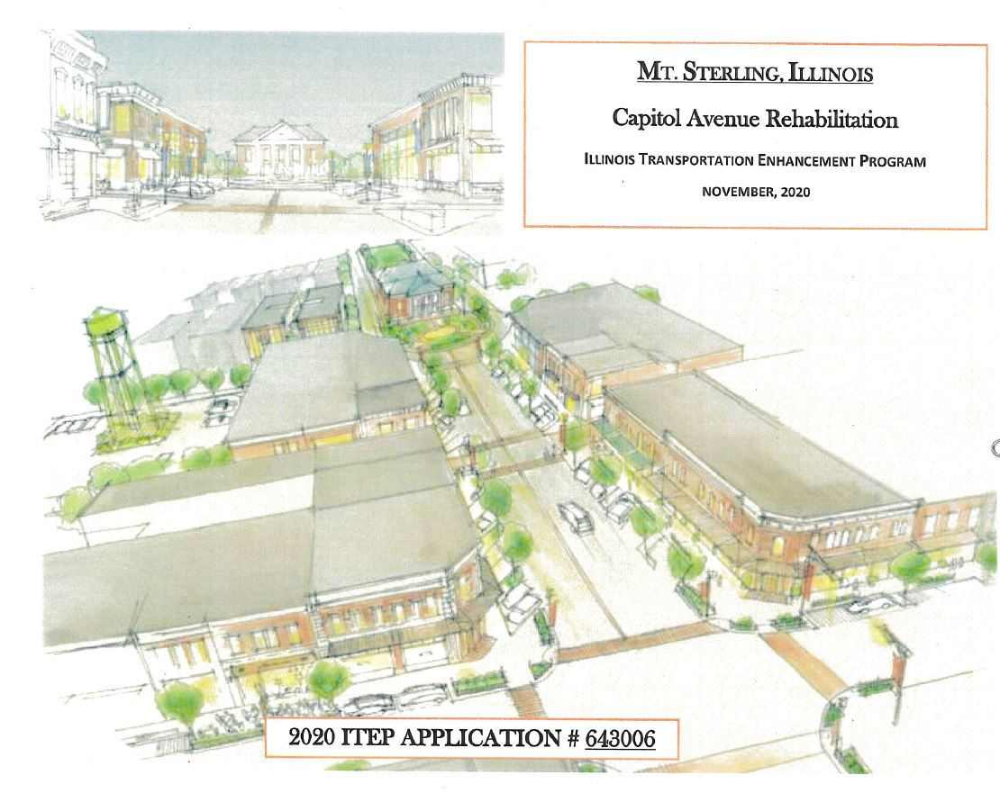 MT. STERLING, ILLINOIS
Capitol Avenue Rehabilitation
ILLINOIS TRANSPORTATION ENHANCEMENT PROGRAM
NOVEMBER, 2020
2020 ITEP APPLICATION # 643006